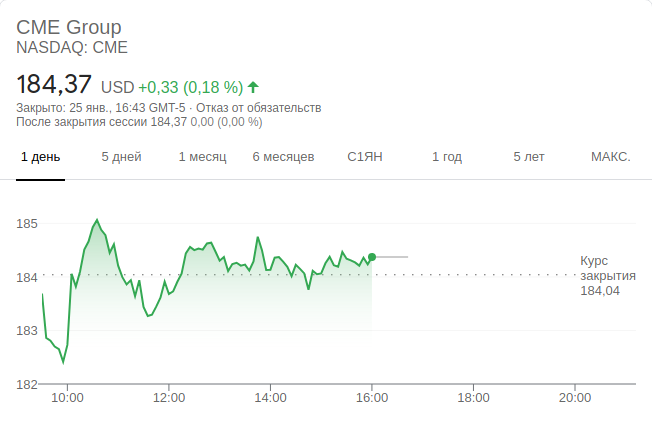 CME Group
NASDAQ: CME
184,37 USD +0,33 (0,18 %)
Закрыто: 25 янв., 16:43 GMT-5 · Отказ от обязательств
После закрытия сессии 184,37 0,00 (0,00 %)
1 день 5 дней 1 месяц 6 месяцев С1ЯН 1 год 5 лет МАКС.
185
184
183
182
Курс
закрытия
184,04
10:00 12:00 14:00 16:00 18:00 20:00